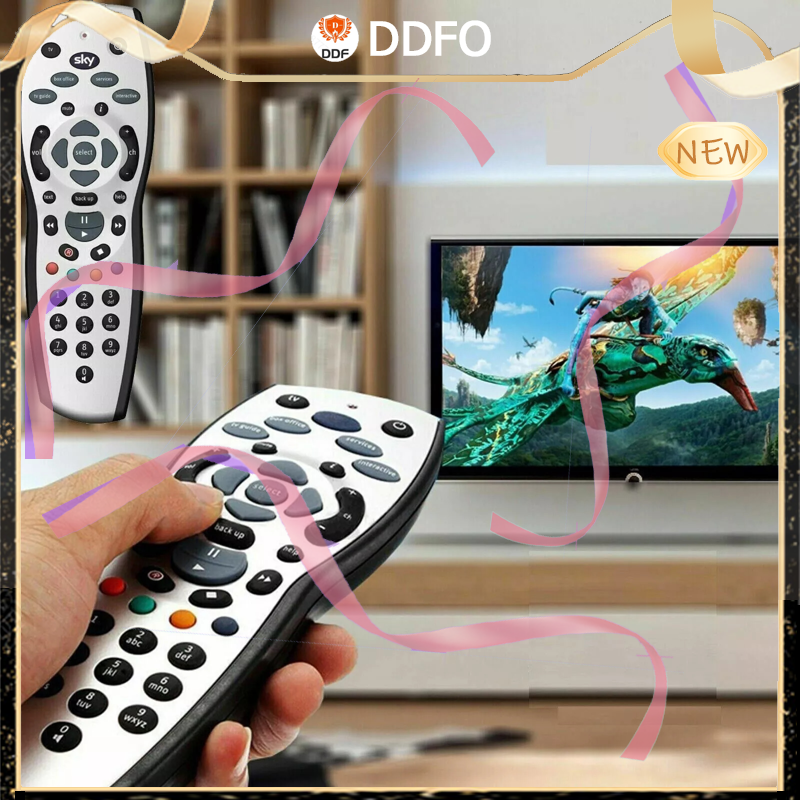 DDF
DDFO
NEW
tv
sky
box office
services
tv guide
interactive
mute
i
+
+
vol
select
ch
-
-
text
back up
help
1
2 abc
3 def
4 ghi
5 jkl
6 mno
7 pqrs
8 tuv
9 wxyz
0
tv
box office
tv guide
services
i
interactive
select
+
ch
-
back up
help
2 abc
3 def
5 jkl
6 mno
8 tuv
9 wxyz
0